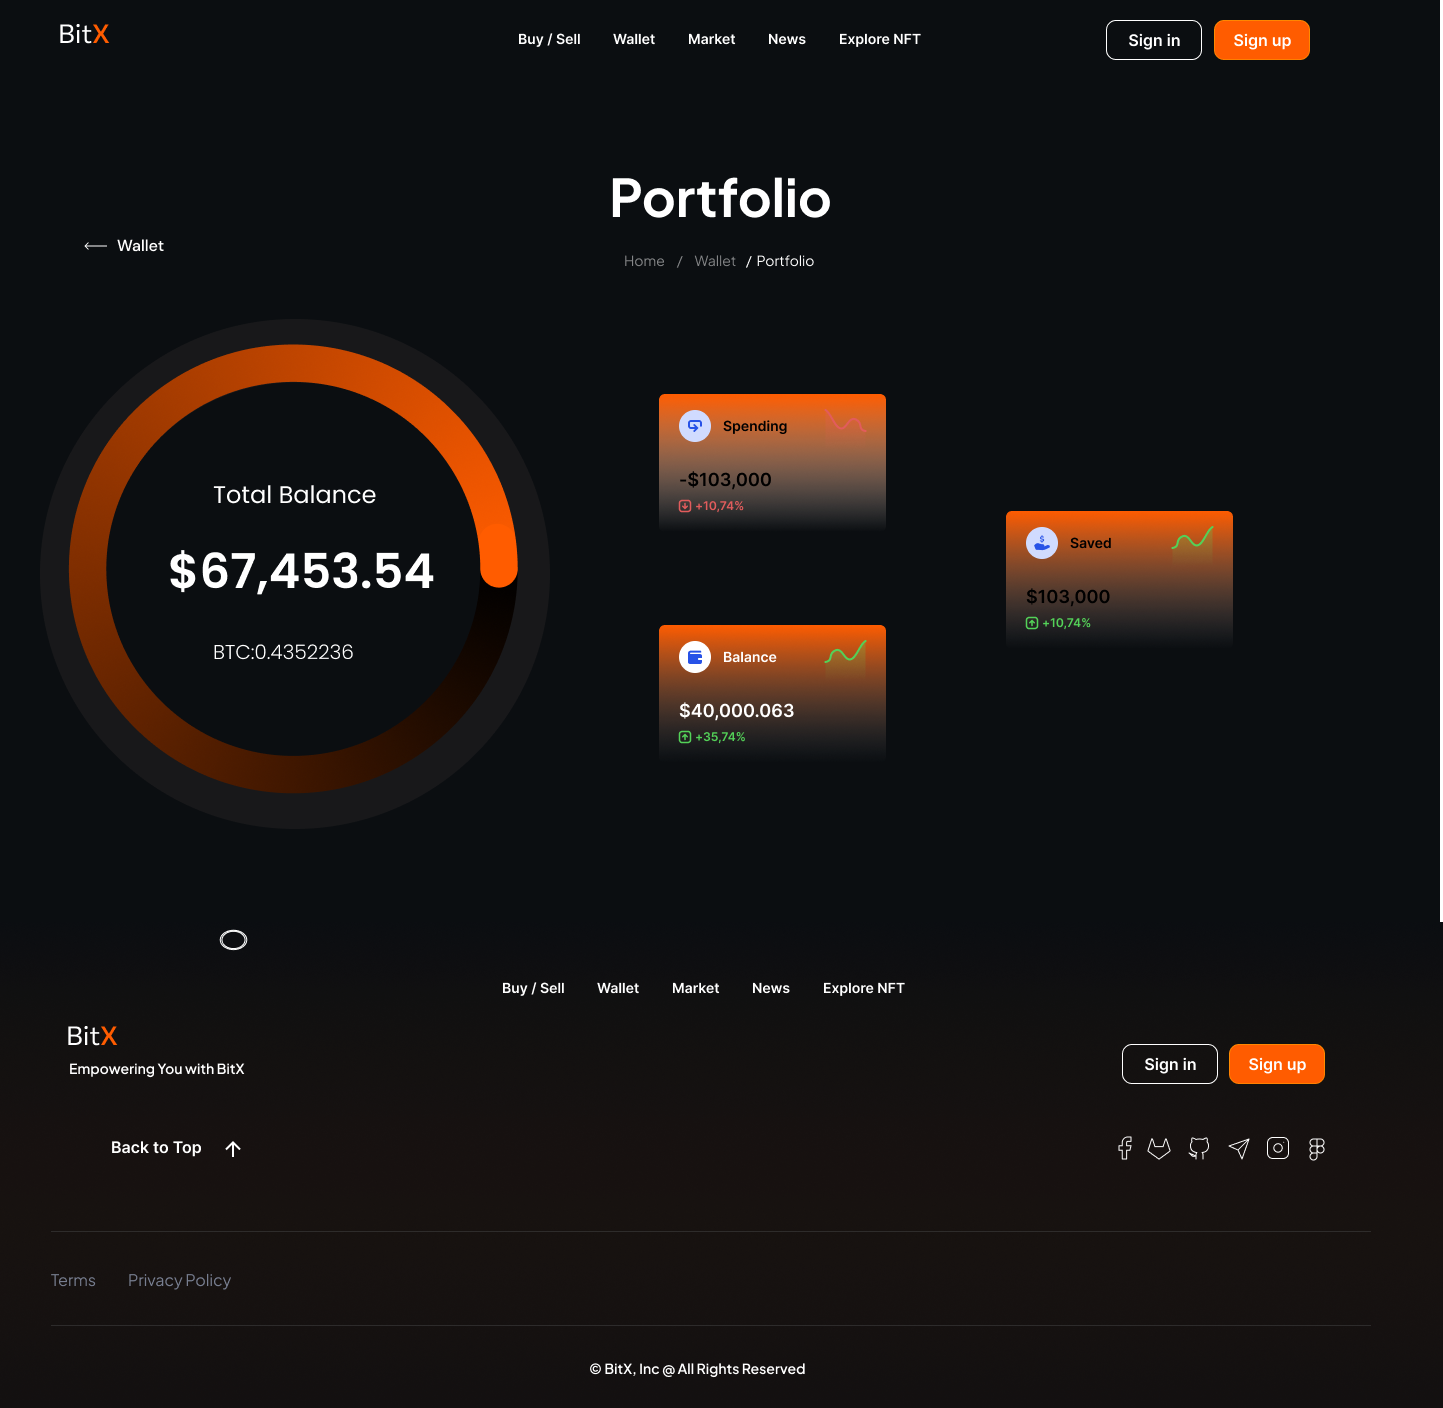 BitX
Buy / Sell Wallet Market News Explore NFT
Sign in Sign up
Portfolio
Wallet
Home / Wallet / Portfolio
Total Balance
$67,453.54
BTC:0.4352236
Spending
-$103,000
+10,74%
Saved
$103,000
+10,74%
Balance
$40,000.063
+35,74%
Buy / Sell Wallet Market News Explore NFT
BitX
Empowering You with BitX
Sign in Sign up
Back to Top
Terms Privacy Policy
© BitX, Inc @ All Rights Reserved